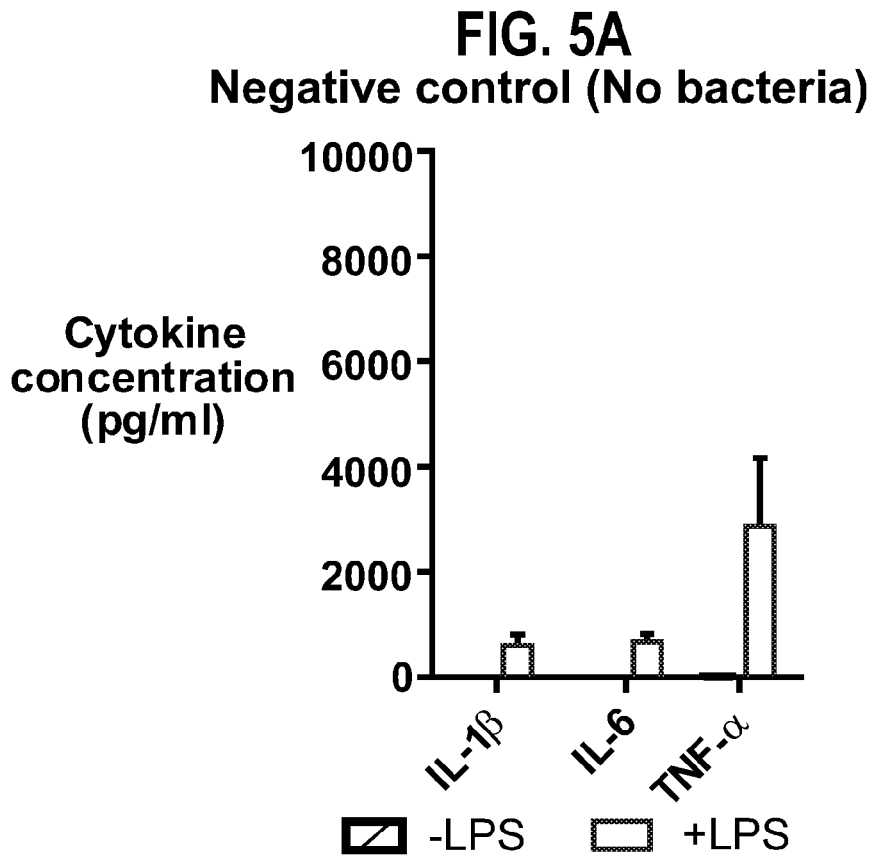 FIG. 5A
Negative control (No bacteria)
10000
8000
6000
4000
2000
0
Cytokine
concentration
(pg/ml)
IL-1β
IL-6
TNF-α
-LPS
+LPS